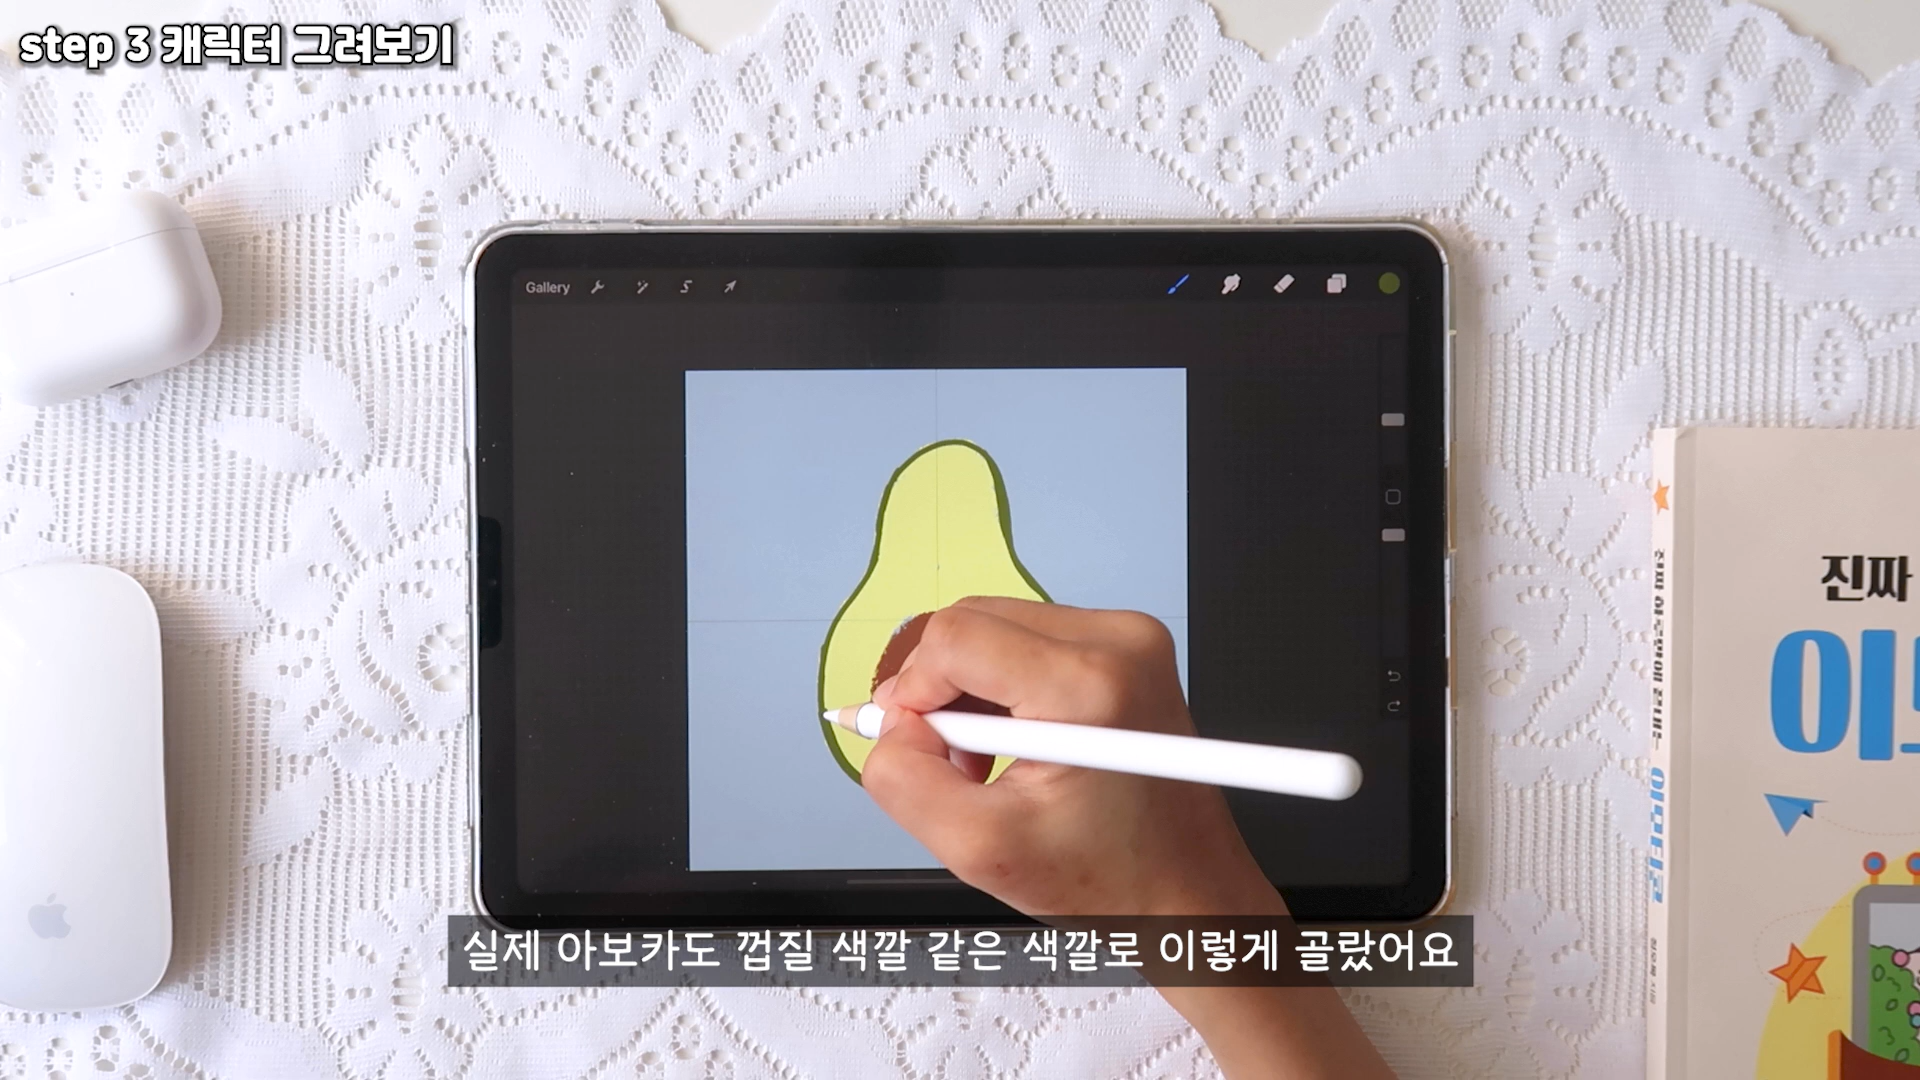 step 3 캐릭터 그려보기
Gallery
진짜
실제 아보카도 껍질 색깔 같은 색깔로 이렇게 골랐어요